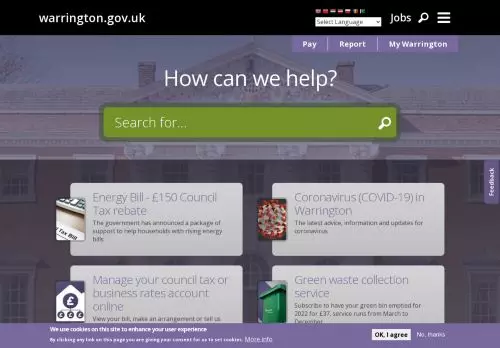 warrington.gov.uk
Select Language
Jobs
Pay
Report
My Warrington
How can we help?
Search for...
Feedback
Energy Bill - £150 Council
Tax rebate
The government has announced a package of
support to help households with rising energy
bills
Coronavirus (COVID-19) in
Warrington
The latest advice, information and updates for
coronavirus
Manage your council tax or
business rates account
online
View your bill, make an arrangement or tell us
Green waste collection
service
Subscribe to have your green bin emptied for
2022 for £37, service runs from March to
December
We use cookies on this site to enhance your user experience
By clicking any link on this page you are giving your consent for us to set cookies. More info
OK, I agree
No, thanks